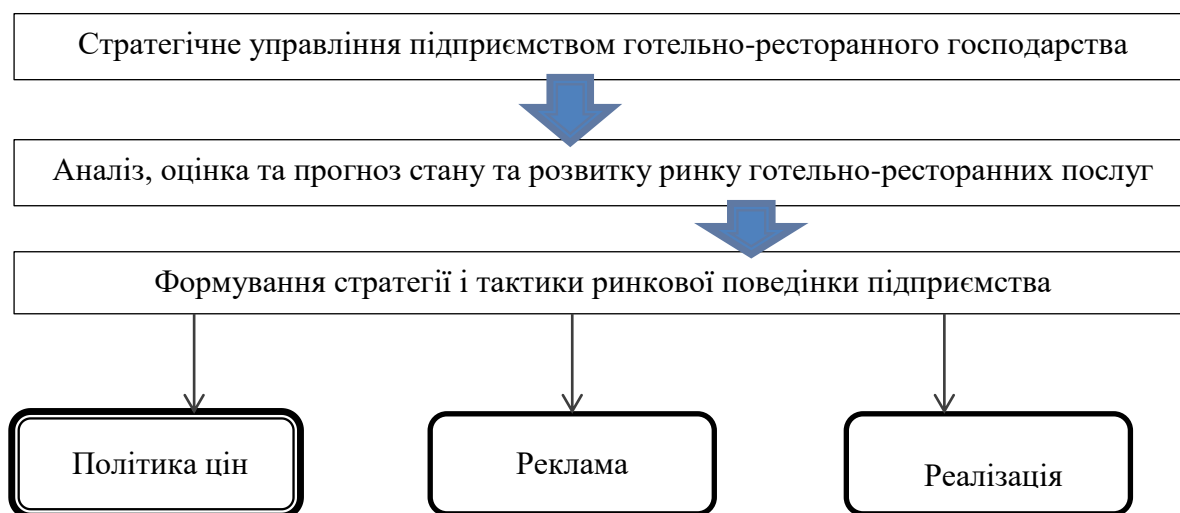 Стратегічне управління підприємством готельно-ресторанного господарства
Аналіз, оцінка та прогноз стану та розвитку ринку готельно-ресторанних послуг
Формування стратегії і тактики ринкової поведінки підприємства
Політика цін
Реклама
Реалізація